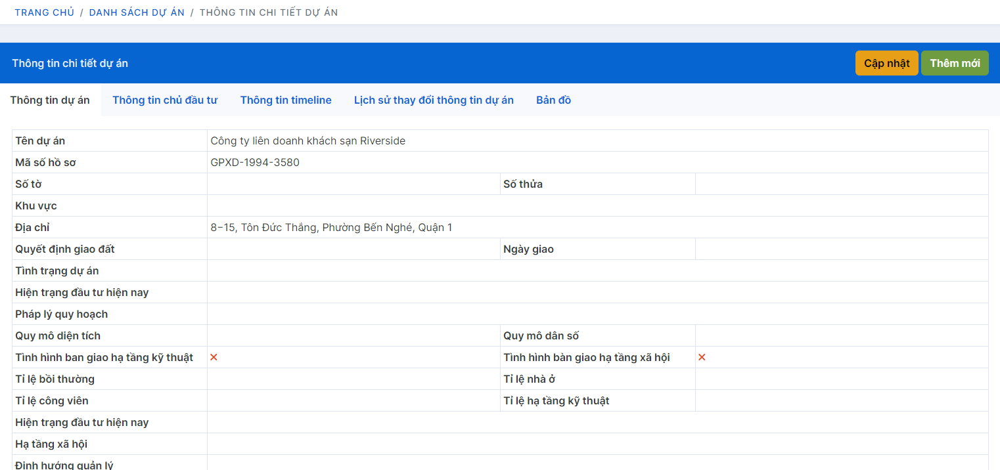 TRANG CHỦ / DANH SÁCH DỰ ÁN / THÔNG TIN CHI TIẾT DỰ ÁN
Thông tin chi tiết dự án Cập nhật Thêm mới
Thông tin dự án Thông tin chủ đầu tư Thông tin timeline Lịch sử thay đổi thông tin dự án Bản đồ
Tên dự án Công ty liên doanh khách sạn Riverside
Mã số hồ sơ GPXD-1994-3580
Số tờ Số thửa
Khu vực
Địa chỉ 8–15, Tôn Đức Thắng, Phường Bến Nghé, Quận 1
Quyết định giao đất Ngày giao
Tình trạng dự án
Hiện trạng đầu tư hiện nay
Pháp lý quy hoạch
Quy mô diện tích Quy mô dân số
Tình hình ban giao hạ tầng kỹ thuật Tình hình bàn giao hạ tầng xã hội
Tỉ lệ bồi thường Tỉ lệ nhà ở
Tỉ lệ công viên Tỉ lệ hạ tầng kỹ thuật
Hiện trạng đầu tư hiện nay
Hạ tầng xã hội
Định hướng quản lý